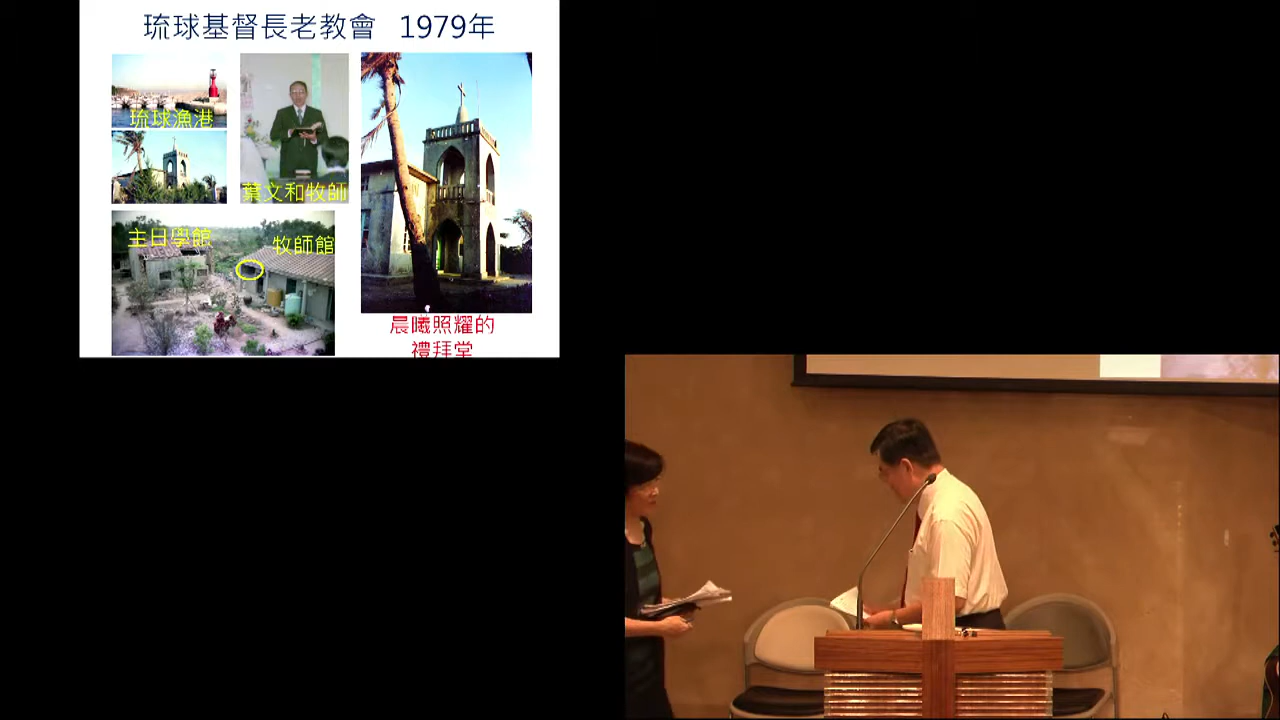 琉球基督長老教會 1979年
琉球漁港
葉文和牧師
主日學館
牧師館
晨曦照耀的
禮拜堂